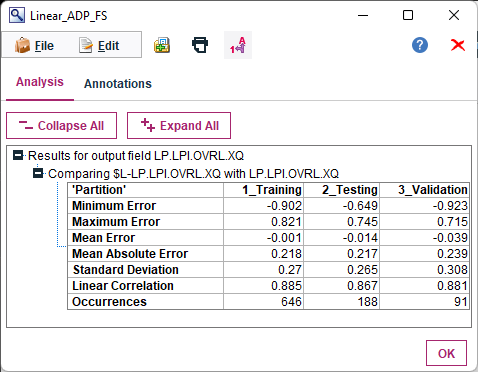 Linear_ADP_FS
File Edit
Analysis Annotations
Collapse All Expand All
Results for output field LP.LPI.OVRL.XQ
Comparing $L-LP.LPI.OVRL.XQ with LP.LPI.OVRL.XQ
'Partition' 1_Training 2_Testing 3_Validation
Minimum Error -0.902 -0.649 -0.923
Maximum Error 0.821 0.745 0.715
Mean Error -0.001 -0.014 -0.039
Mean Absolute Error 0.218 0.217 0.239
Standard Deviation 0.27 0.265 0.308
Linear Correlation 0.885 0.867 0.881
Occurrences 646 188 91
OK